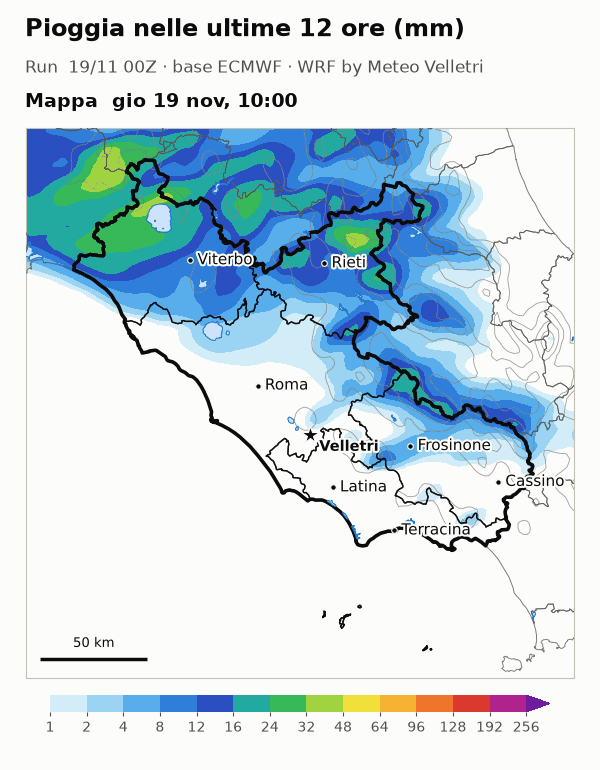 Pioggia nelle ultime 12 ore (mm)
Run 19/11 00Z · base ECMWF · WRF by Meteo Velletri
Mappa gio 19 nov, 10:00
Viterbo
Rieti
Roma
Velletri
Frosinone
Latina
Cassino
Terracina
50 km
1 2 4 8 12 16 24 32 48 64 96 128 192 256